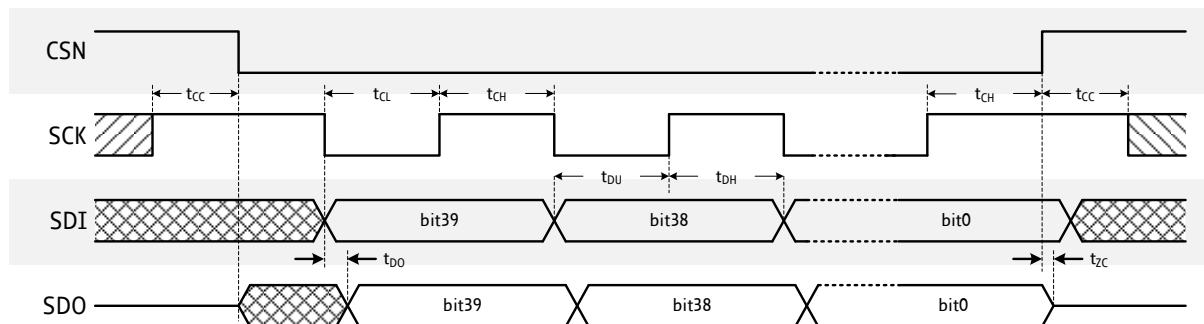 CSN
tCC tCL tCH tCH tCC
SCK
tDU tDH
SDI bit39 bit38 bit0
tDO tZC
SDO bit39 bit38 bit0